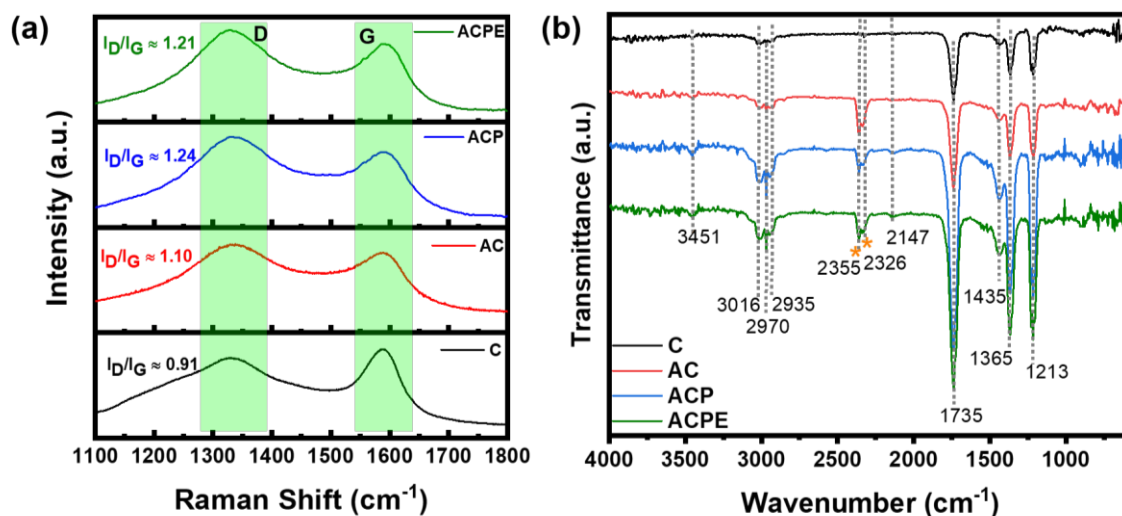 (a)
D
G
ACPE
I_D/I_G ≈ 1.21
ACP
I_D/I_G ≈ 1.24
AC
I_D/I_G ≈ 1.10
C
I_D/I_G ≈ 0.91
Intensity (a.u.)
1100 1200 1300 1400 1500 1600 1700 1800
Raman Shift (cm⁻¹)
(b)
3451
3016
2970
2935
2355
*
*
2326
2147
1735
1435
1365
1213
C
AC
ACP
ACPE
Transmittance (a.u.)
4000 3500 3000 2500 2000 1500 1000
Wavenumber (cm⁻¹)